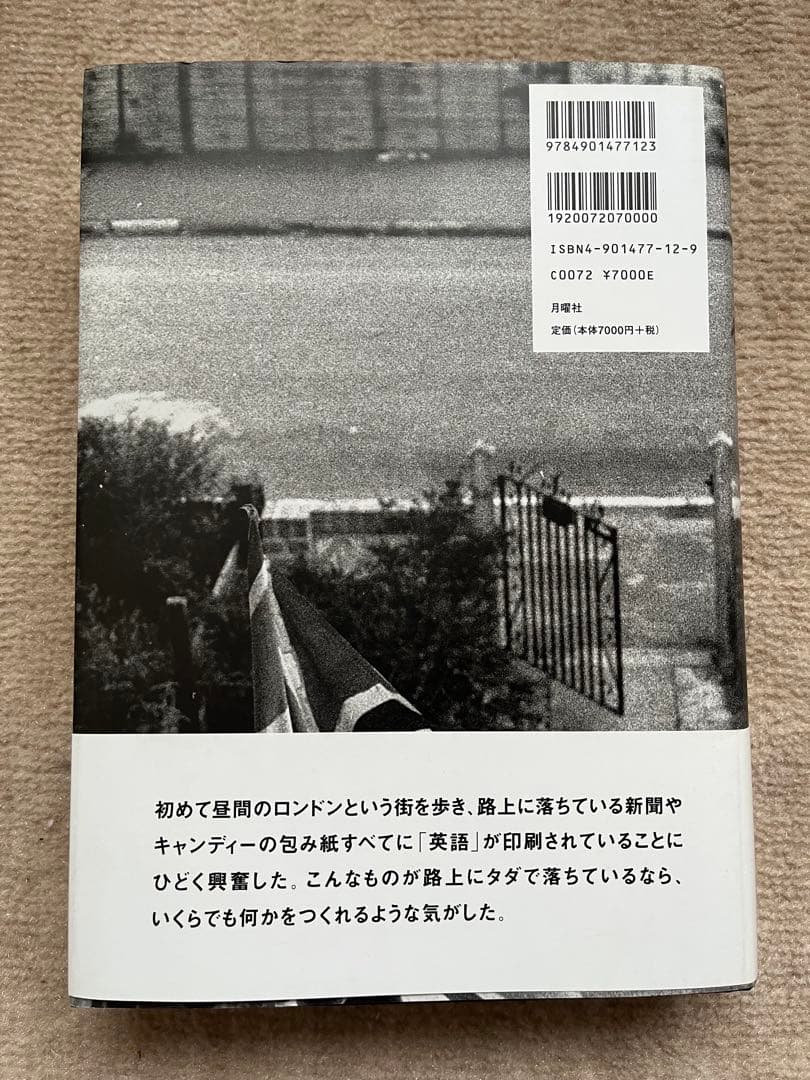 9784901477123
1920072070000
ISBN4-901477-12-9
C0072 ¥7000E
月曜社
定価(本体7000円+税)
初めて昼間のロンドンという街を歩き、路上に落ちている新聞や
キャンディーの包み紙すべてに「英語」が印刷されていることに
ひどく興奮した。こんなものが路上にタダで落ちているなら、
いくらでも何かをつくれるような気がした。